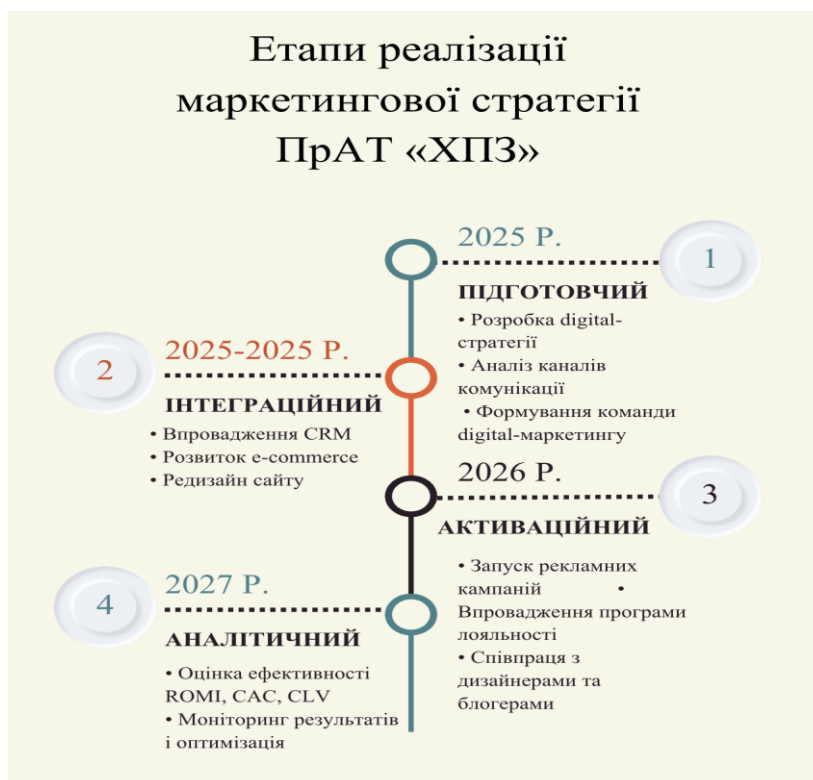 Етапи реалізації
маркетингової стратегії
ПрАТ «ХПЗ»
2025 Р.
1
ПІДГОТОВЧИЙ
• Розробка digital-
стратегії
• Аналіз каналів
комунікації
• Формування команди
digital-маркетингу
2
2025-2025 Р.
ІНТЕГРАЦІЙНИЙ
• Впровадження CRM
• Розвиток e-commerce
• Редизайн сайту
2026 Р.
3
АКТИВАЦІЙНИЙ
• Запуск рекламних
кампаній •
Впровадження програми
лояльності
• Співпраця з
дизайнерами та
блогерами
4
2027 Р.
АНАЛІТИЧНИЙ
• Оцінка ефективності
ROMI, CAC, CLV
• Моніторинг результатів
і оптимізація